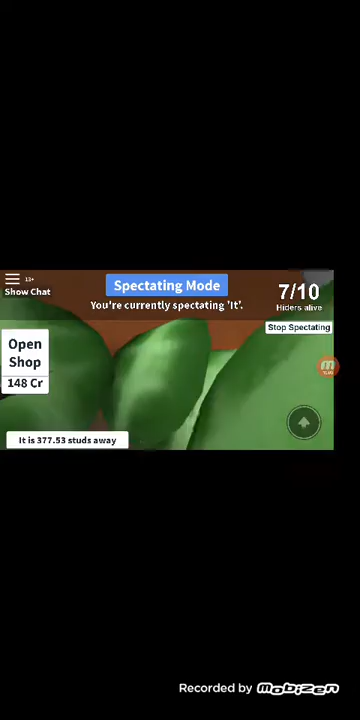 13+
Show Chat
Spectating Mode
You're currently spectating 'It'.
7/10
Hiders alive
Stop Spectating
Open
Shop
148 Cr
It is 377.53 studs away
Recorded by mobizen